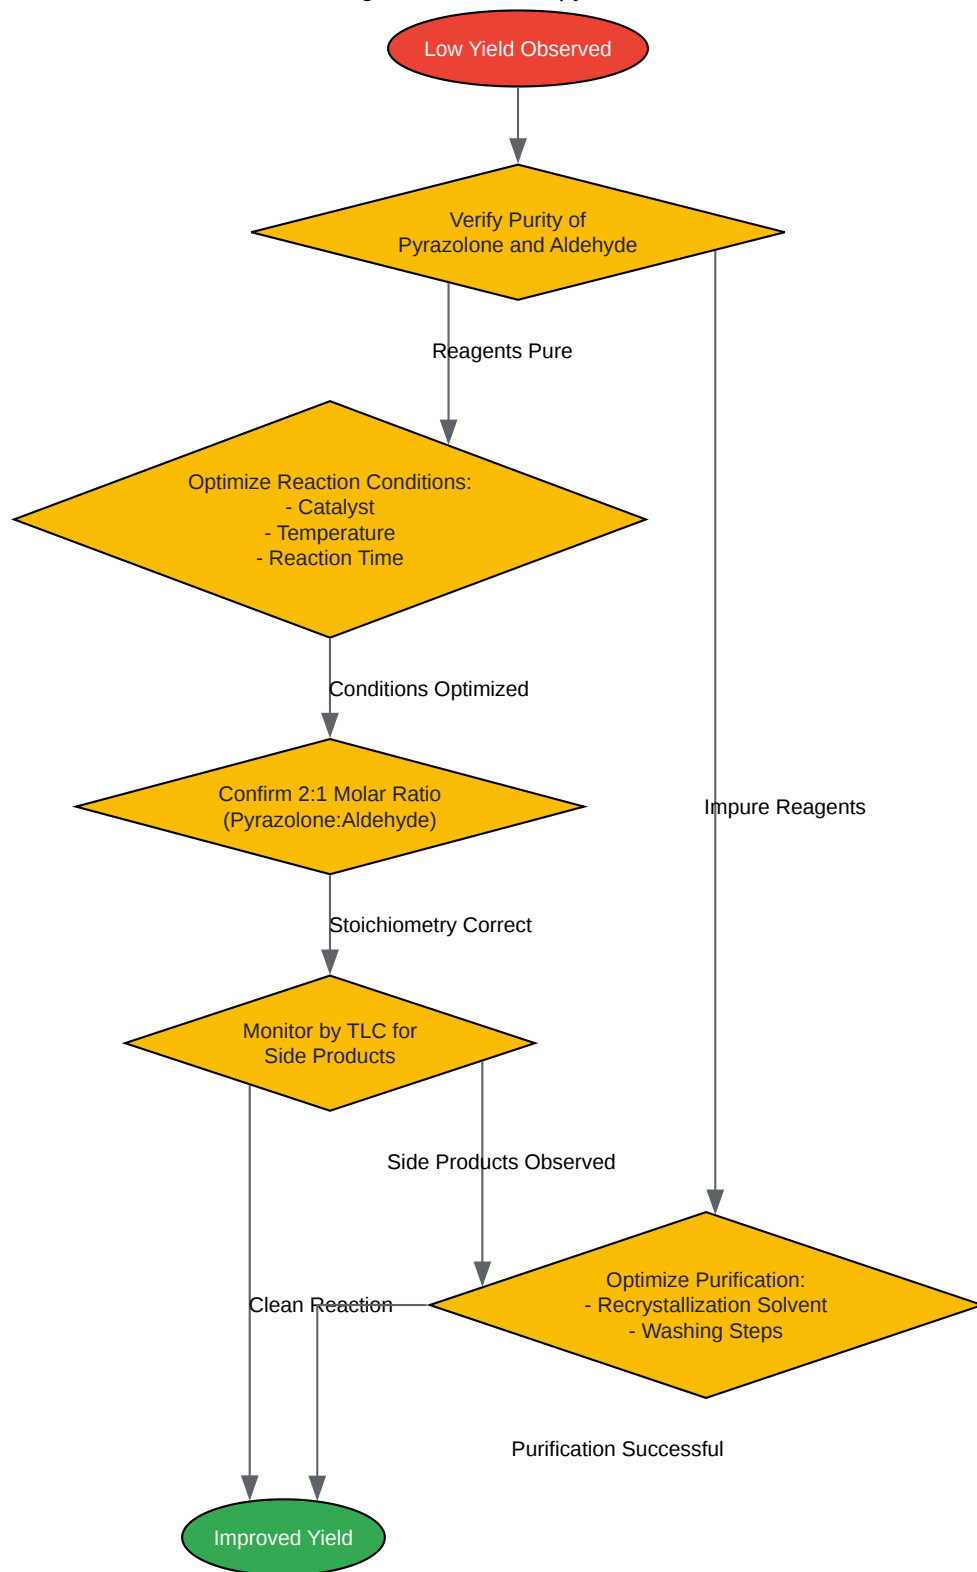 Low Yield Observed
Verify Purity of
Pyrazolone and Aldehyde
Reagents Pure
Optimize Reaction Conditions:
- Catalyst
- Temperature
- Reaction Time
Conditions Optimized
Confirm 2:1 Molar Ratio
(Pyrazolone:Aldehyde)
Impure Reagents
Stoichiometry Correct
Monitor by TLC for
Side Products
Side Products Observed
Optimize Purification:
- Recrystallization Solvent
- Washing Steps
Clean Reaction
Purification Successful
Improved Yield